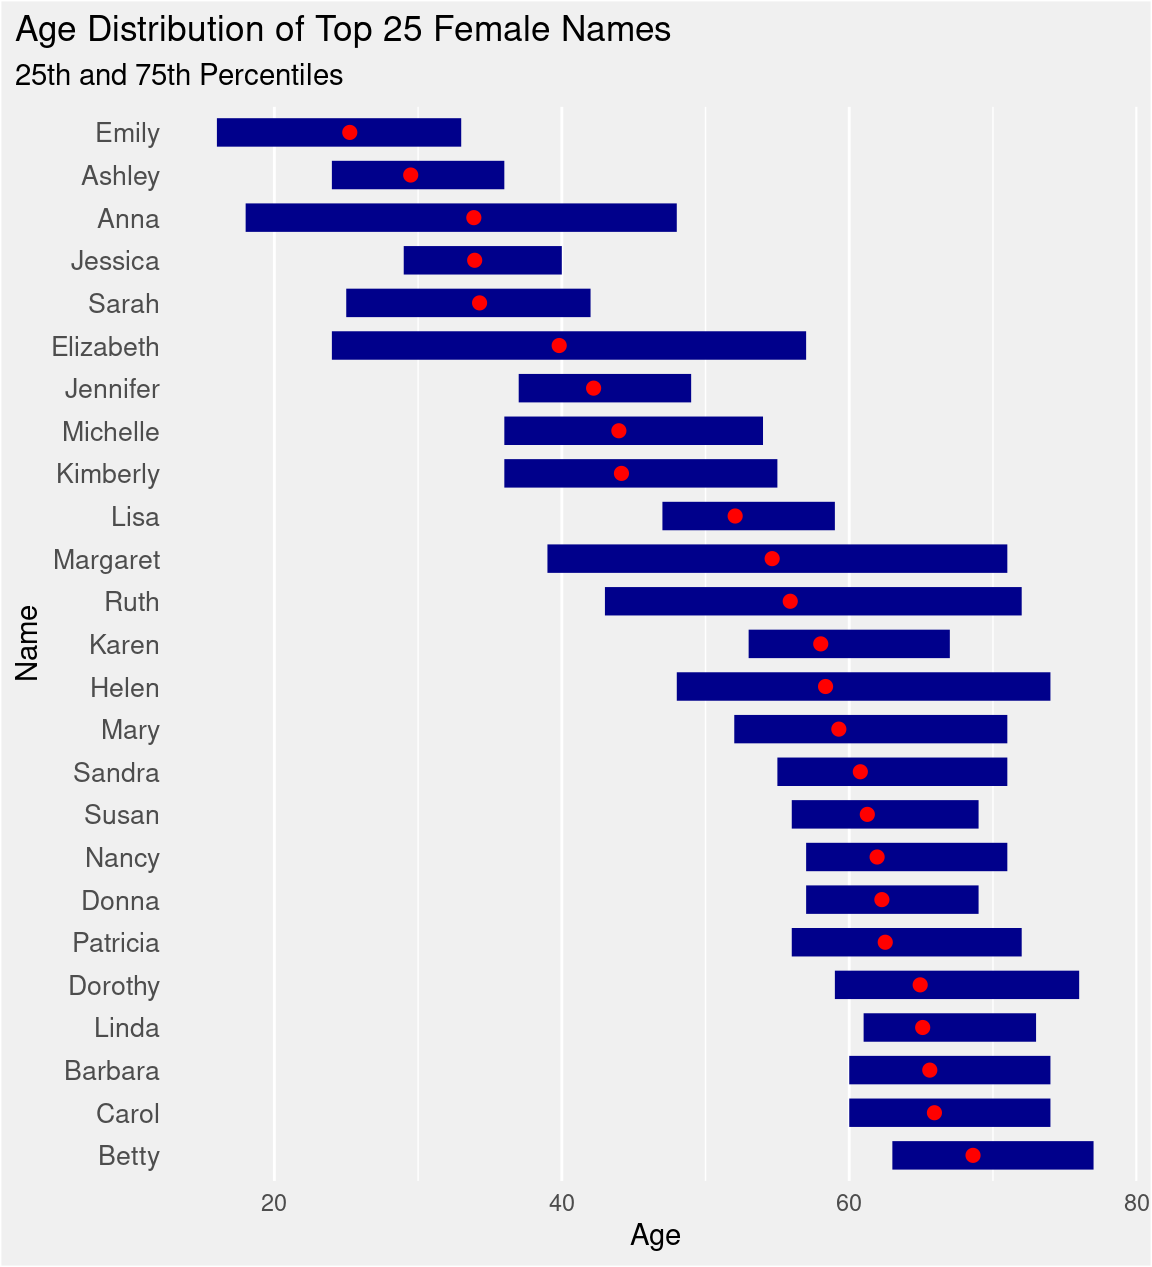 Age Distribution of Top 25 Female Names
25th and 75th Percentiles
Emily
Ashley
Anna
Jessica
Sarah
Elizabeth
Jennifer
Michelle
Kimberly
Lisa
Margaret
Ruth
Karen
Helen
Mary
Sandra
Susan
Nancy
Donna
Patricia
Dorothy
Linda
Barbara
Carol
Betty
Name
20 40 60 80
Age